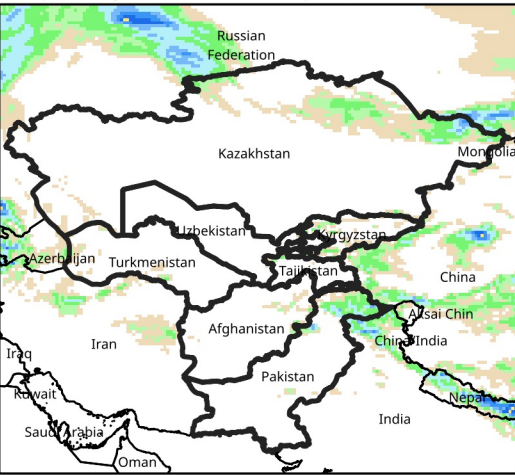 Russian
Federation
Kazakhstan
Mongolia
Uzbekistan
Kyrgyzstan
Azerbaijan
Turkmenistan
Tajikistan
China
Aksai Chin
Afghanistan
Iran
China/India
Iraq
Pakistan
Kuwait
Nepal
India
Saudi Arabia
Oman